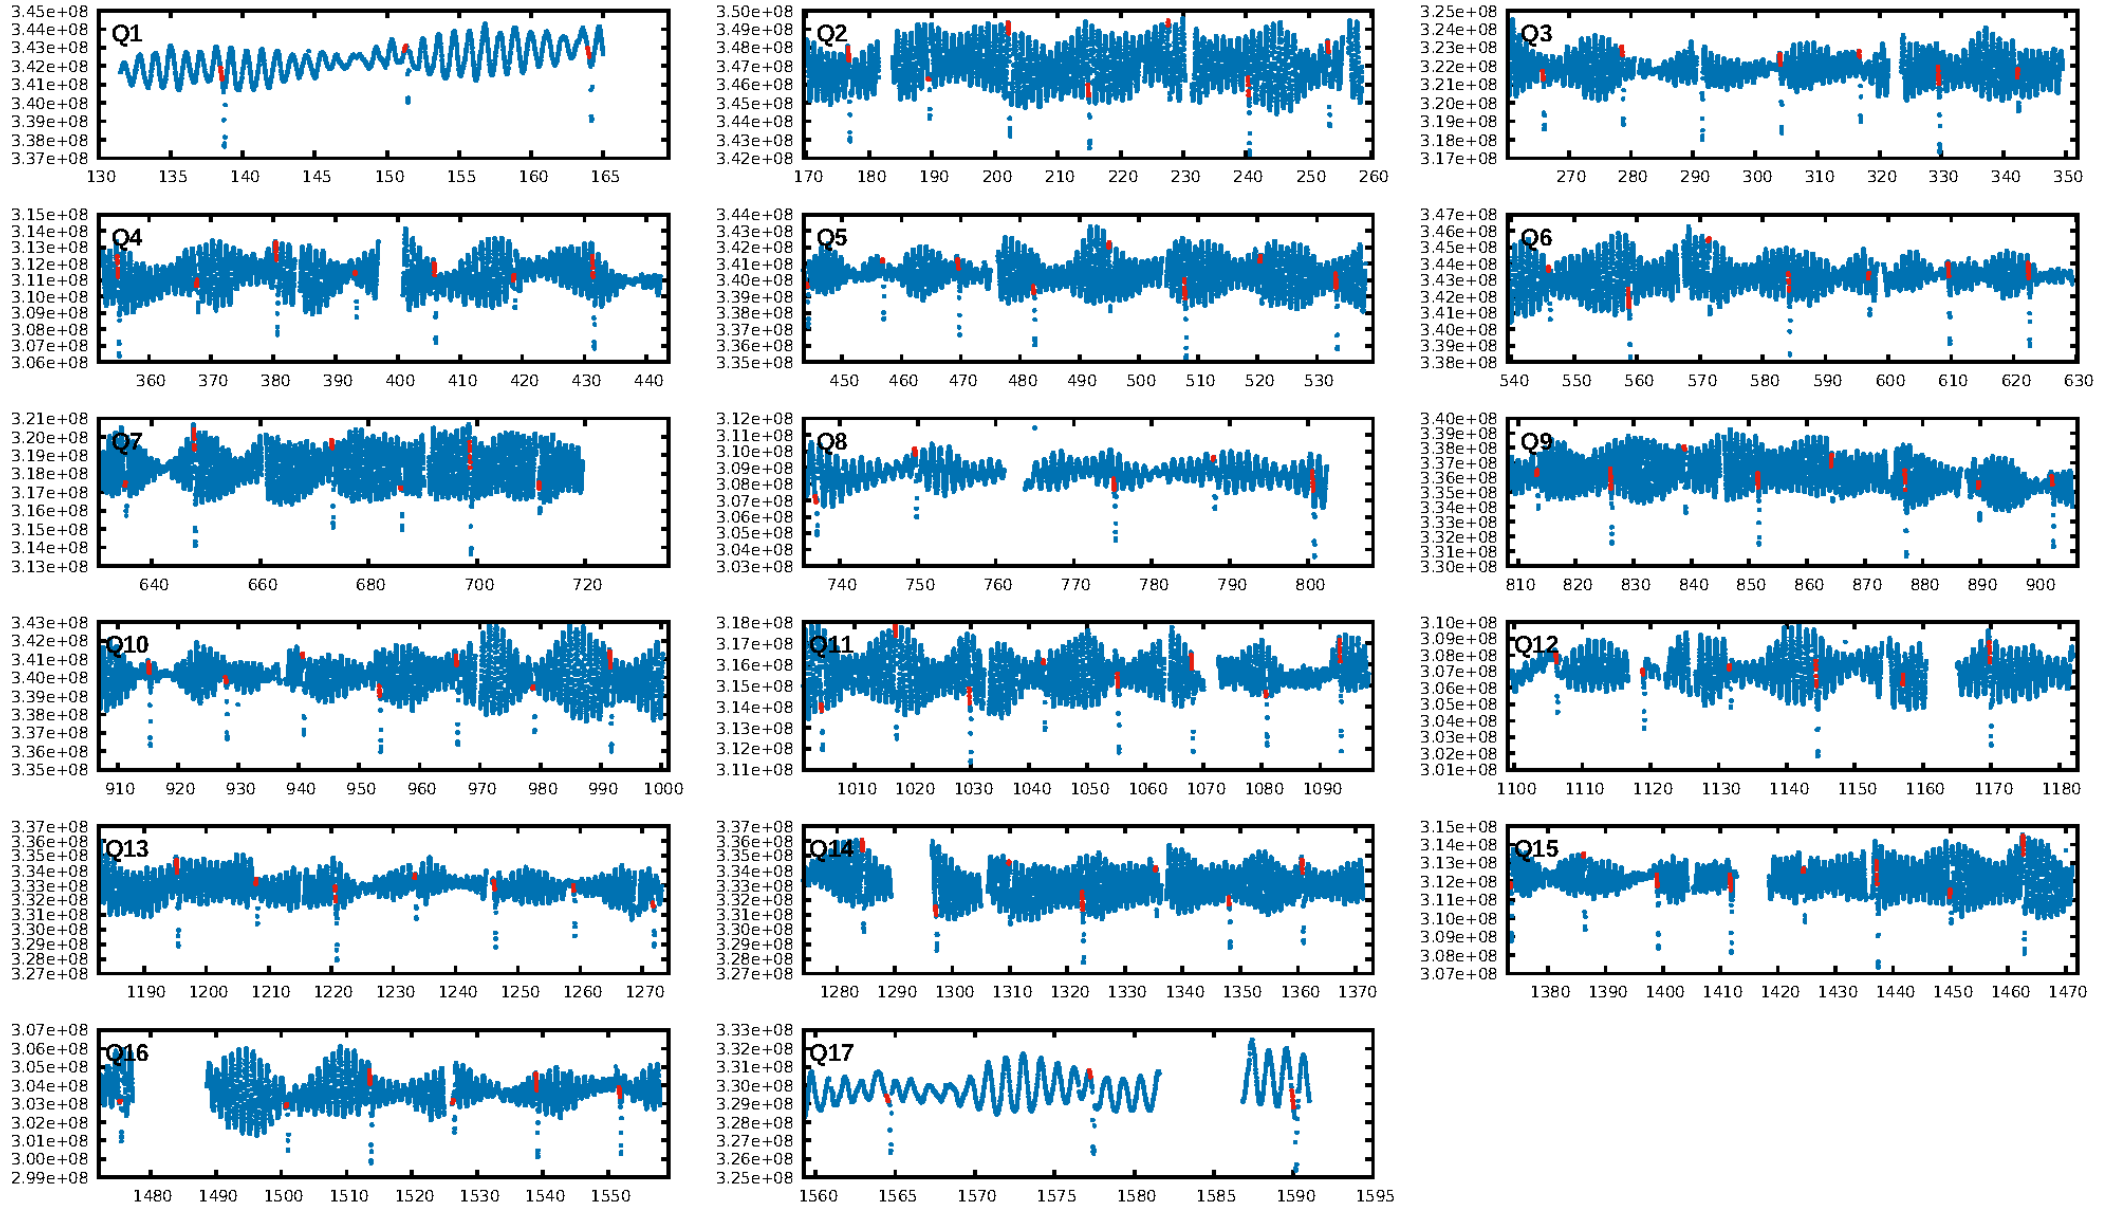 3.45e+08 3.44e+08 3.43e+08 3.42e+08 3.41e+08 3.40e+08 3.39e+08 3.38e+08 3.37e+08
Q1
130 135 140 145 150 155 160 165
3.50e+08 3.49e+08 3.48e+08 3.47e+08 3.46e+08 3.45e+08 3.44e+08 3.43e+08 3.42e+08
Q2
170 180 190 200 210 220 230 240 250 260
3.25e+08 3.24e+08 3.23e+08 3.22e+08 3.21e+08 3.20e+08 3.19e+08 3.18e+08 3.17e+08
Q3
270 280 290 300 310 320 330 340 350
3.15e+08 3.14e+08 3.13e+08 3.12e+08 3.11e+08 3.10e+08 3.09e+08 3.08e+08 3.07e+08 3.06e+08
Q4
360 370 380 390 400 410 420 430 440
3.44e+08 3.43e+08 3.42e+08 3.41e+08 3.40e+08 3.39e+08 3.38e+08 3.37e+08 3.36e+08 3.35e+08
Q5
450 460 470 480 490 500 510 520 530
3.47e+08 3.46e+08 3.45e+08 3.44e+08 3.43e+08 3.42e+08 3.41e+08 3.40e+08 3.39e+08 3.38e+08
Q6
540 550 560 570 580 590 600 610 620 630
3.21e+08 3.20e+08 3.19e+08 3.18e+08 3.17e+08 3.16e+08 3.15e+08 3.14e+08 3.13e+08
Q7
640 660 680 700 720
3.12e+08 3.11e+08 3.10e+08 3.09e+08 3.08e+08 3.07e+08 3.06e+08 3.05e+08 3.04e+08 3.03e+08
Q8
740 750 760 770 780 790 800
3.40e+08 3.39e+08 3.38e+08 3.37e+08 3.36e+08 3.35e+08 3.34e+08 3.33e+08 3.32e+08 3.31e+08 3.30e+08
Q9
810 820 830 840 850 860 870 880 890 900
3.43e+08 3.42e+08 3.41e+08 3.40e+08 3.39e+08 3.38e+08 3.37e+08 3.36e+08 3.35e+08
Q10
910 920 930 940 950 960 970 980 990 1000
3.18e+08 3.17e+08 3.16e+08 3.15e+08 3.14e+08 3.13e+08 3.12e+08 3.11e+08
Q11
1010 1020 1030 1040 1050 1060 1070 1080 1090
3.10e+08 3.09e+08 3.08e+08 3.07e+08 3.06e+08 3.05e+08 3.04e+08 3.03e+08 3.02e+08 3.01e+08
Q12
1100 1110 1120 1130 1140 1150 1160 1170 1180
3.37e+08 3.36e+08 3.35e+08 3.34e+08 3.33e+08 3.32e+08 3.31e+08 3.30e+08 3.29e+08 3.28e+08 3.27e+08
Q13
1190 1200 1210 1220 1230 1240 1250 1260 1270
3.37e+08 3.36e+08 3.35e+08 3.34e+08 3.33e+08 3.32e+08 3.31e+08 3.30e+08 3.29e+08 3.28e+08 3.27e+08
Q14
1280 1290 1300 1310 1320 1330 1340 1350 1360 1370
3.15e+08 3.14e+08 3.13e+08 3.12e+08 3.11e+08 3.10e+08 3.09e+08 3.08e+08 3.07e+08
Q15
1380 1390 1400 1410 1420 1430 1440 1450 1460 1470
3.07e+08 3.06e+08 3.05e+08 3.04e+08 3.03e+08 3.02e+08 3.01e+08 3.00e+08 2.99e+08
Q16
1480 1490 1500 1510 1520 1530 1540 1550
3.33e+08 3.32e+08 3.31e+08 3.30e+08 3.29e+08 3.28e+08 3.27e+08 3.26e+08 3.25e+08
Q17
1560 1565 1570 1575 1580 1585 1590 1595